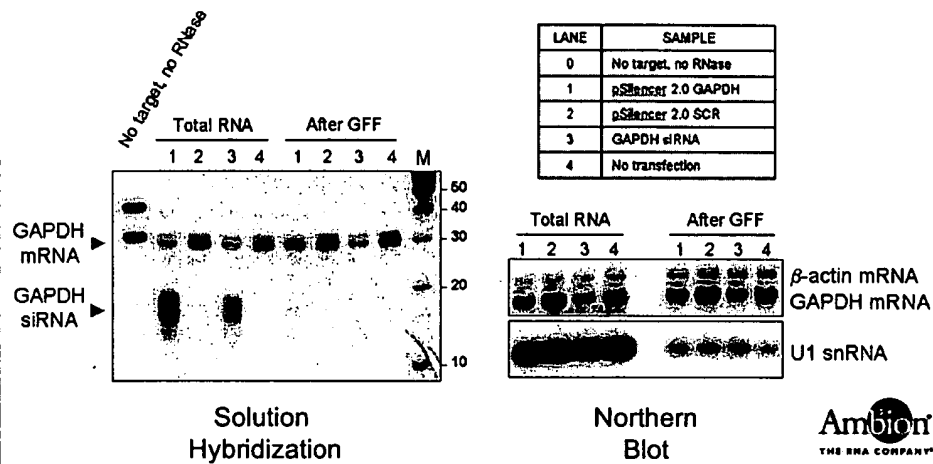 No target, no RNase
Total RNA After GFF
1 2 3 4 1 2 3 4 M
50
40
30
20
10
GAPDH
mRNA
GAPDH
siRNA
Solution
Hybridization
LANE SAMPLE
0 No target, no RNase
1 pSilencer 2.0 GAPDH
2 pSilencer 2.0 SCR
3 GAPDH siRNA
4 No transfection
Total RNA After GFF
1 2 3 4 1 2 3 4
β-actin mRNA
GAPDH mRNA
U1 snRNA
Northern
Blot
Ambion®
THE RNA COMPANY®